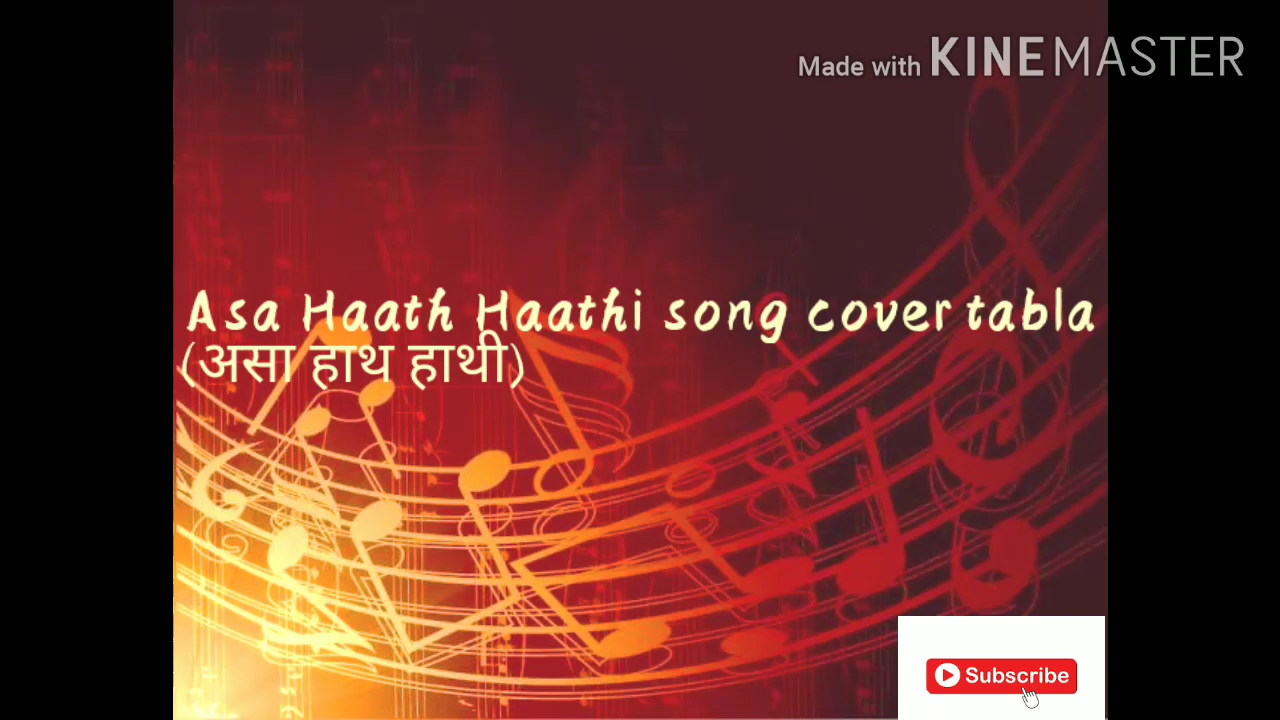 Made with KINEMASTER
Asa Haath Haathi song cover tabla
(असा हाथ हाथी)
Subscribe